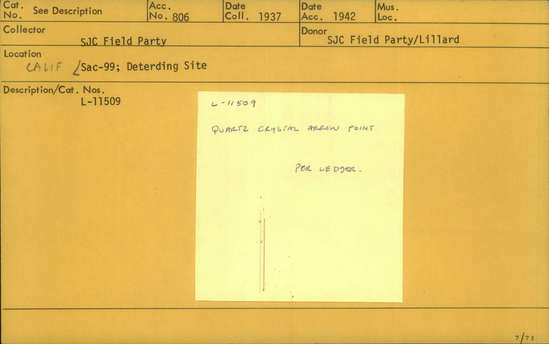 Cat. No. See Description
Acc. No. 806
Date Coll. 1937
Date Acc. 1942
Mus. Loc.
Collector
SJC Field Party
Donor
SJC Field Party/Lillard
Location
CALIF Sac-99; Deterding Site
Description/Cat. Nos.
L-11509
L-11509
QUARTZ CRYSTAL ARROW POINT
PER LEDGER.
7/77